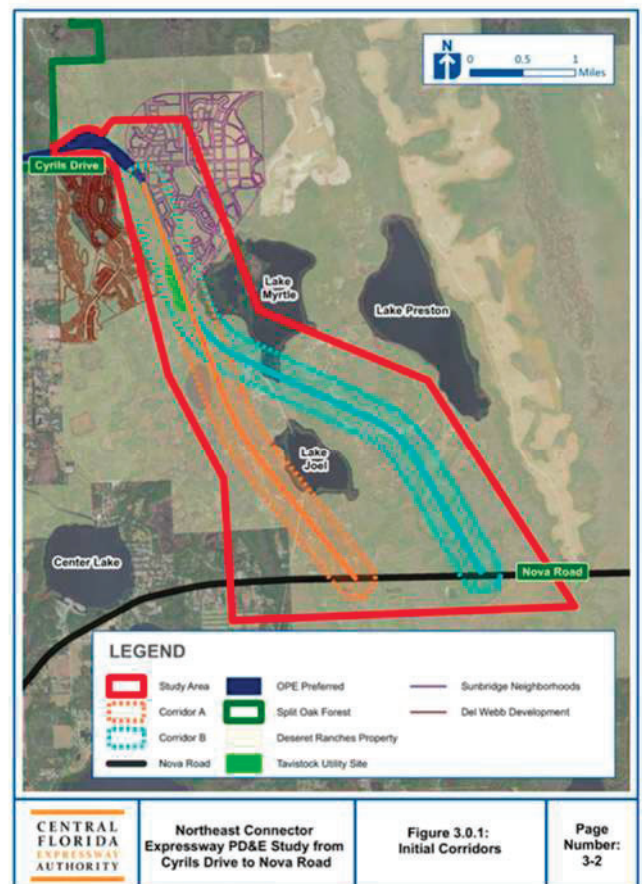 N
0 0.5 1
Miles
Cyrils Drive
Lake
Myrtle
Lake Preston
Lake
Joel
Center Lake
Nova Road
LEGEND
Study Area
OPE Preferred
Sunbridge Neighborhoods
Corridor A
Split Oak Forest
Del Webb Development
Corridor B
Deseret Ranches Property
Nova Road
Tavistock Utility Site
CENTRAL
FLORIDA
EXPRESSWAY
AUTHORITY
Northeast Connector
Expressway PD&E Study from
Cyrils Drive to Nova Road
Figure 3.0.1:
Initial Corridors
Page
Number:
3-2